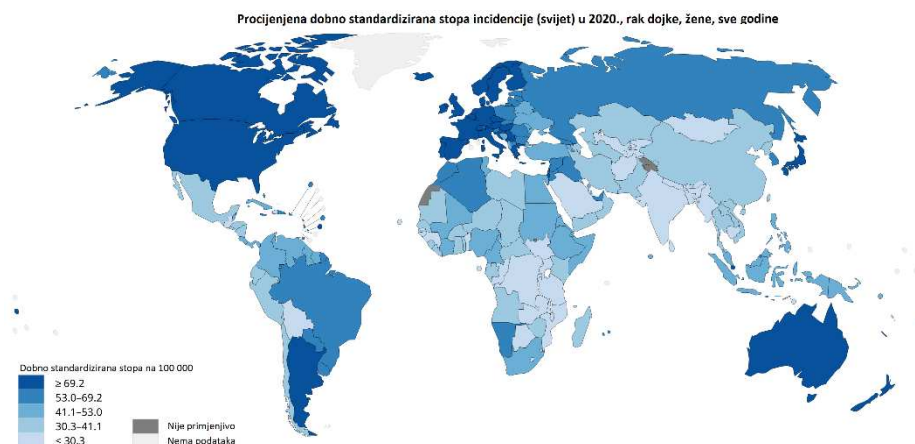 Procijenjena dobno standardizirana stopa incidencije (svijet) u 2020., rak dojke, žene, sve godine
Dobno standardizirana stopa na 100 000
≥ 69.2
53.0–69.2
41.1–53.0
30.3–41.1
< 30.3
Nije primjenjivo
Nema podataka